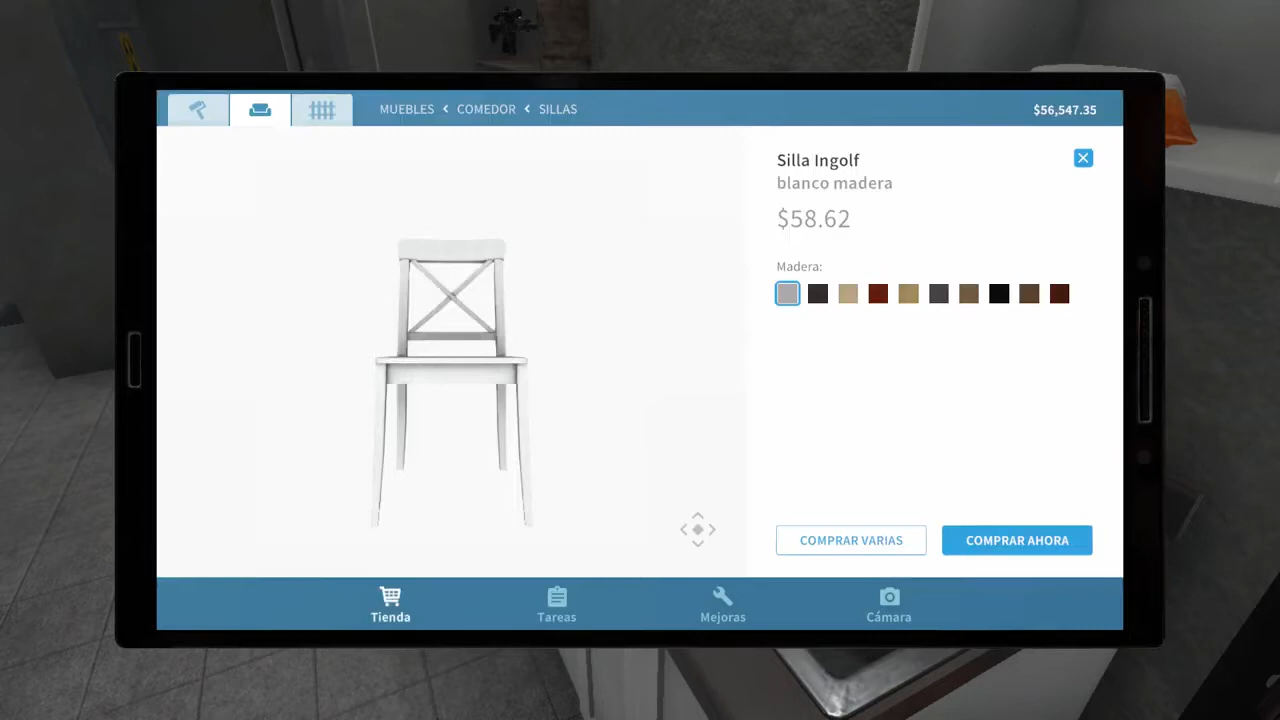 MUEBLES < COMEDOR < SILLAS
$56,547.35
Silla Ingolf
blanco madera
$58.62
Madera:
COMPRAR VARIAS
COMPRAR AHORA
Tienda
Tareas
Mejoras
Cámara